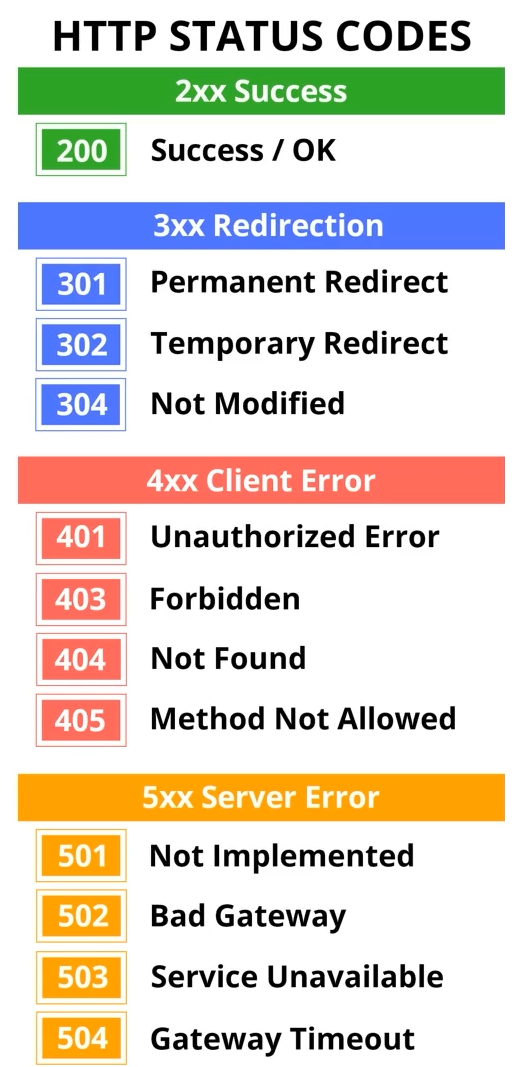 HTTP STATUS CODES
2xx Success
200 Success / OK
3xx Redirection
301 Permanent Redirect
302 Temporary Redirect
304 Not Modified
4xx Client Error
401 Unauthorized Error
403 Forbidden
404 Not Found
405 Method Not Allowed
5xx Server Error
501 Not Implemented
502 Bad Gateway
503 Service Unavailable
504 Gateway Timeout